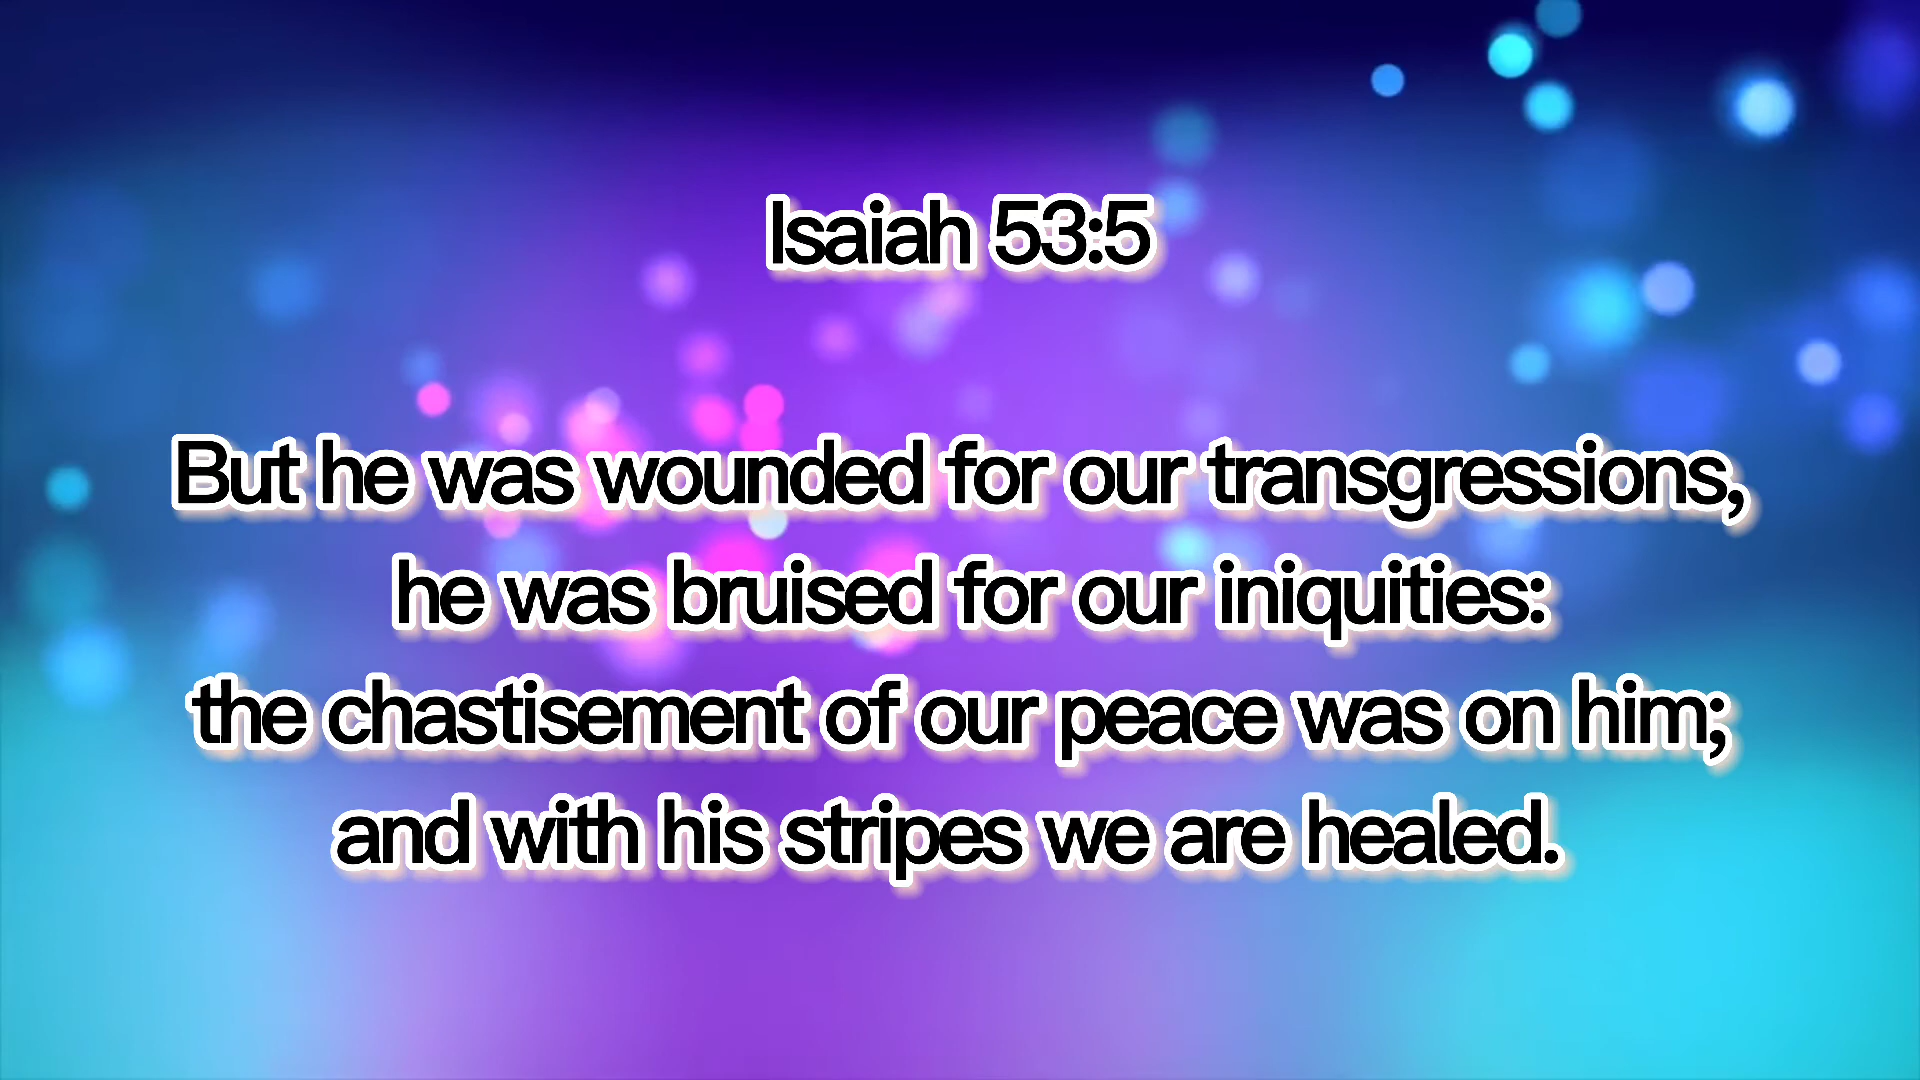 Isaiah 53:5
But he was wounded for our transgressions,
he was bruised for our iniquities:
the chastisement of our peace was on him;
and with his stripes we are healed.